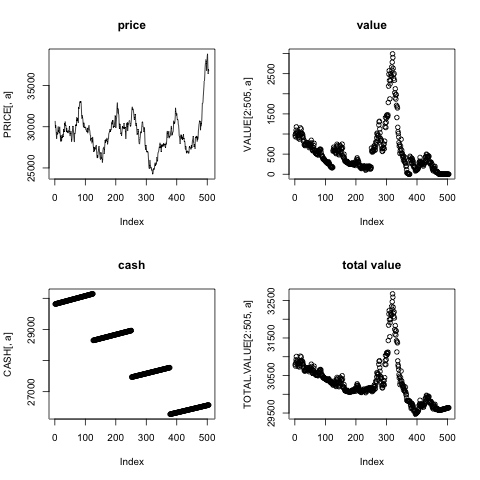 price
PRICE[, a]
35000
30000
25000
0 100 200 300 400 500
Index
value
VALUE[2:505, a]
2500
1500
500
0
0 100 200 300 400 500
Index
cash
CASH[, a]
29000
27000
0 100 200 300 400 500
Index
total value
TOTAL.VALUE[2:505, a]
32500
31500
30500
29500
0 100 200 300 400 500
Index